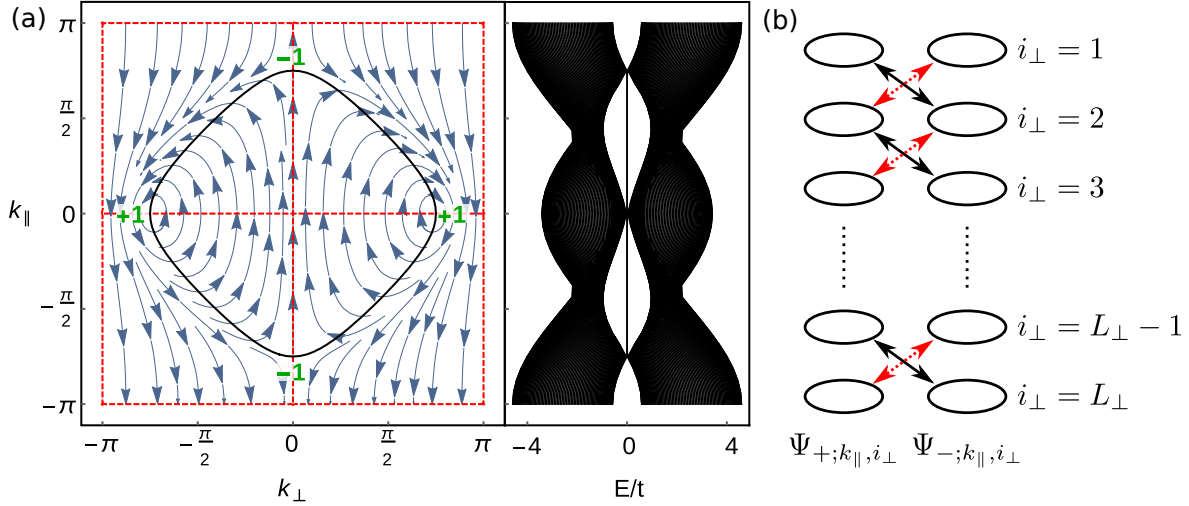 (a)
π
π/2
0
−π/2
−π
k∥
−1
+1
+1
−1
−π
−π/2
0
π/2
π
k⊥
−4
0
4
E/t
(b)
i⊥ = 1
i⊥ = 2
i⊥ = 3
i⊥ = L⊥ − 1
i⊥ = L⊥
Ψ+;k∥,i⊥ Ψ−;k∥,i⊥